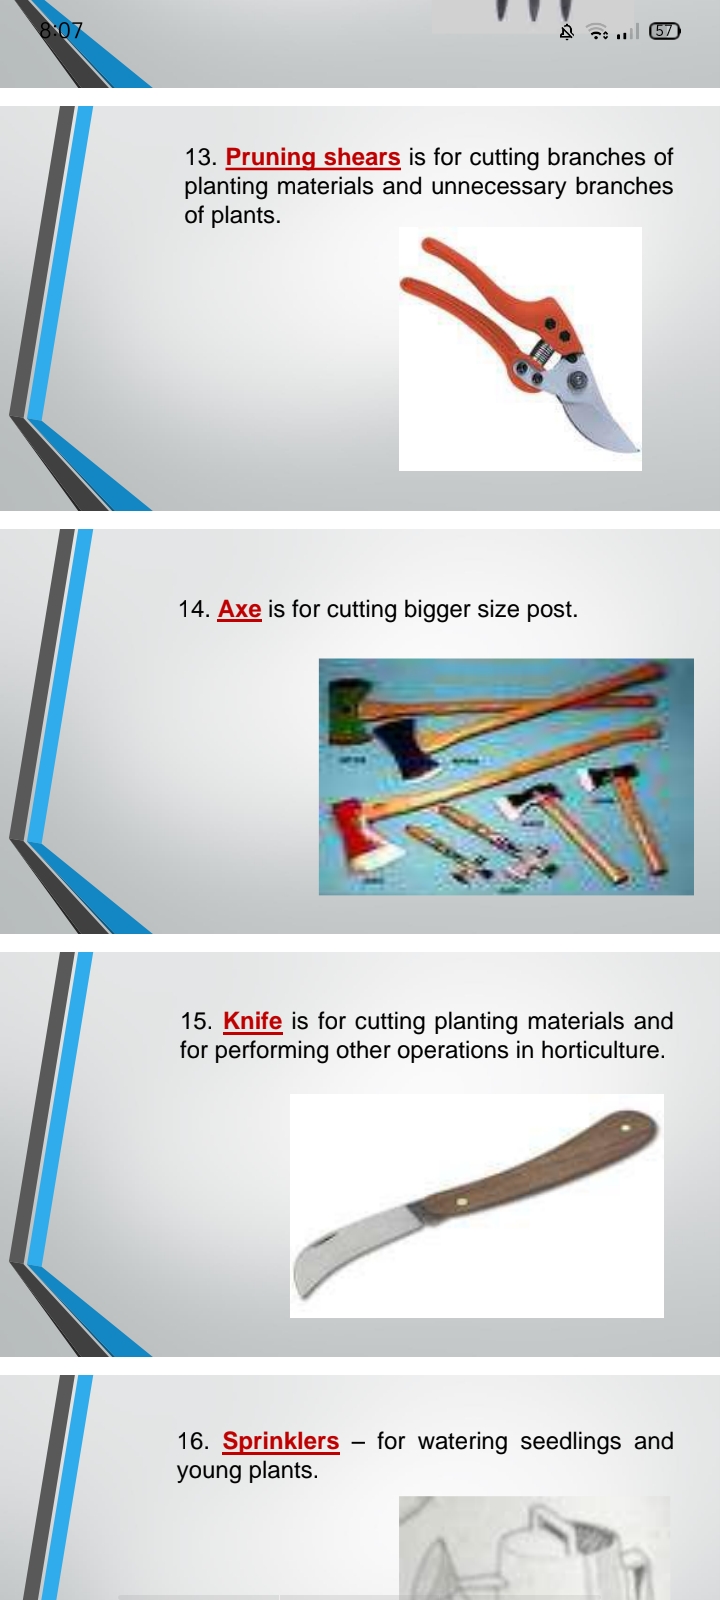 8:07
57
13. Pruning shears is for cutting branches of
planting materials and unnecessary branches
of plants.
14. Axe is for cutting bigger size post.
15. Knife is for cutting planting materials and
for performing other operations in horticulture.
16. Sprinklers – for watering seedlings and
young plants.